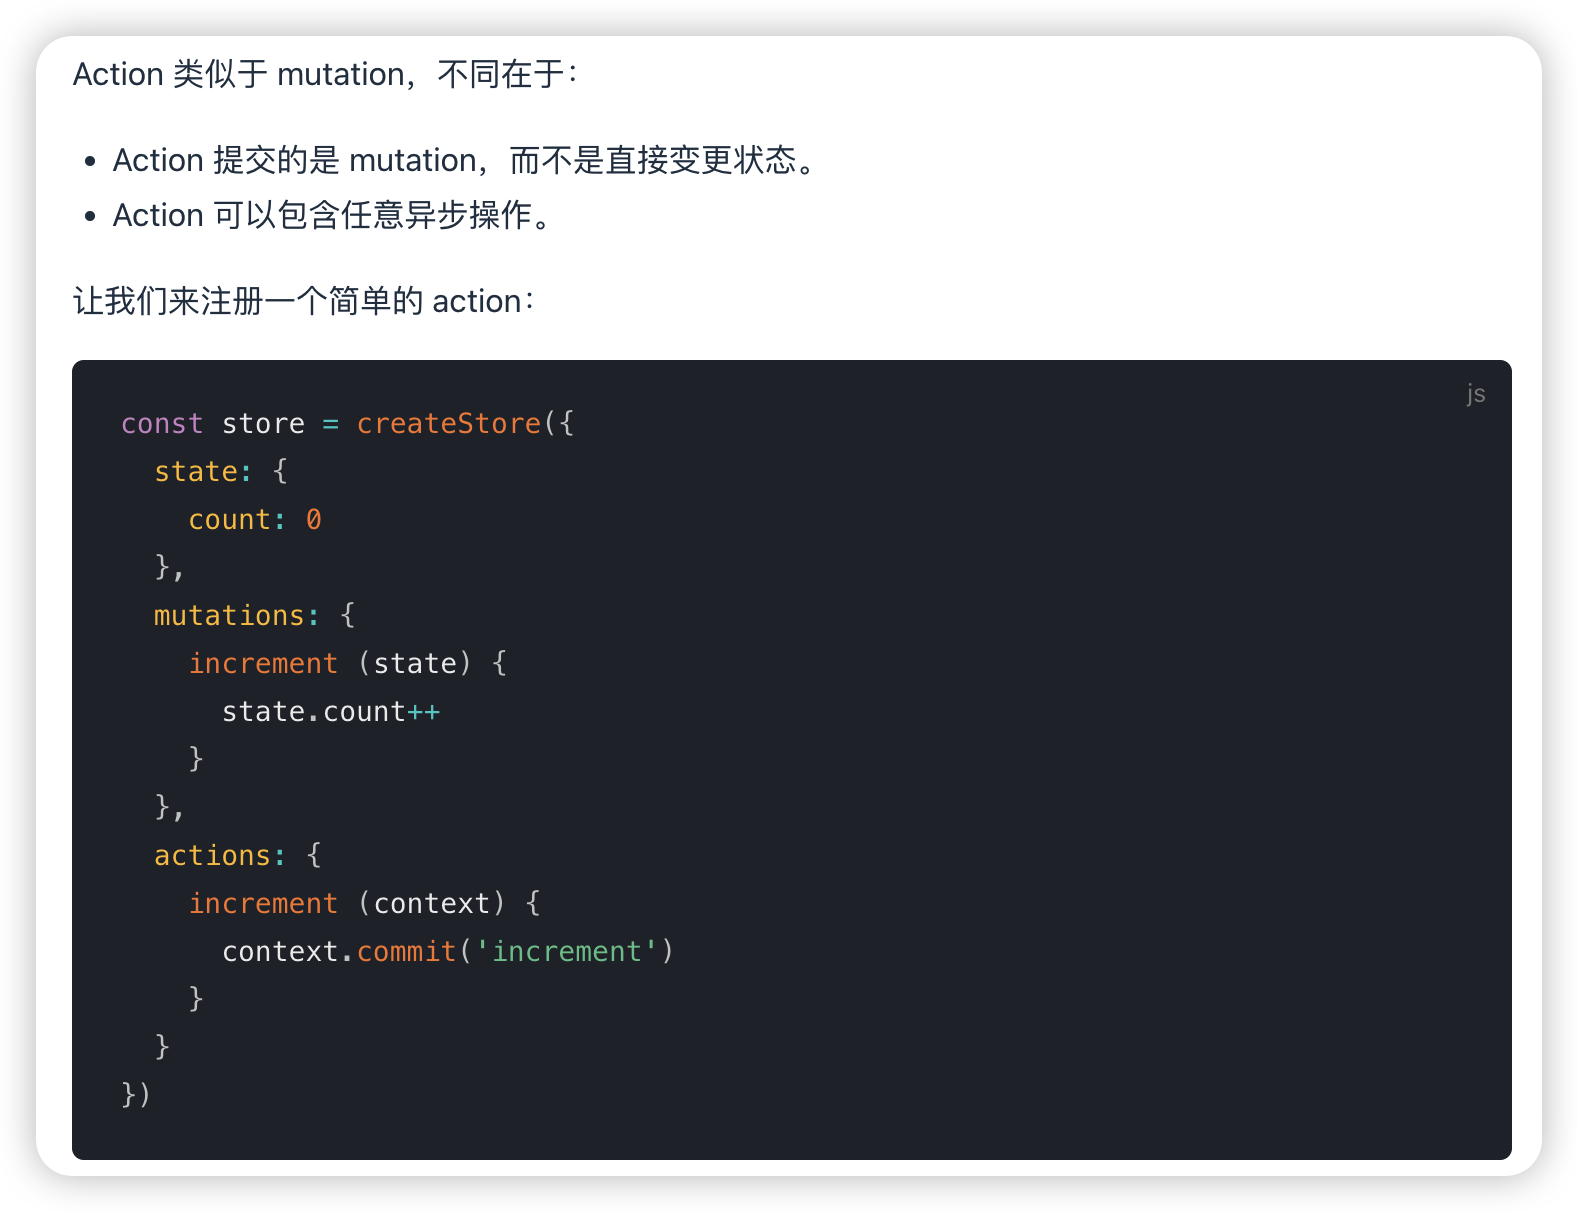 Action 类似于 mutation，不同在于：
• Action 提交的是 mutation，而不是直接变更状态。
• Action 可以包含任意异步操作。
让我们来注册一个简单的 action：
js
const store = createStore({
  state: {
    count: 0
  },
  mutations: {
    increment (state) {
      state.count++
    }
  },
  actions: {
    increment (context) {
      context.commit('increment')
    }
  }
})